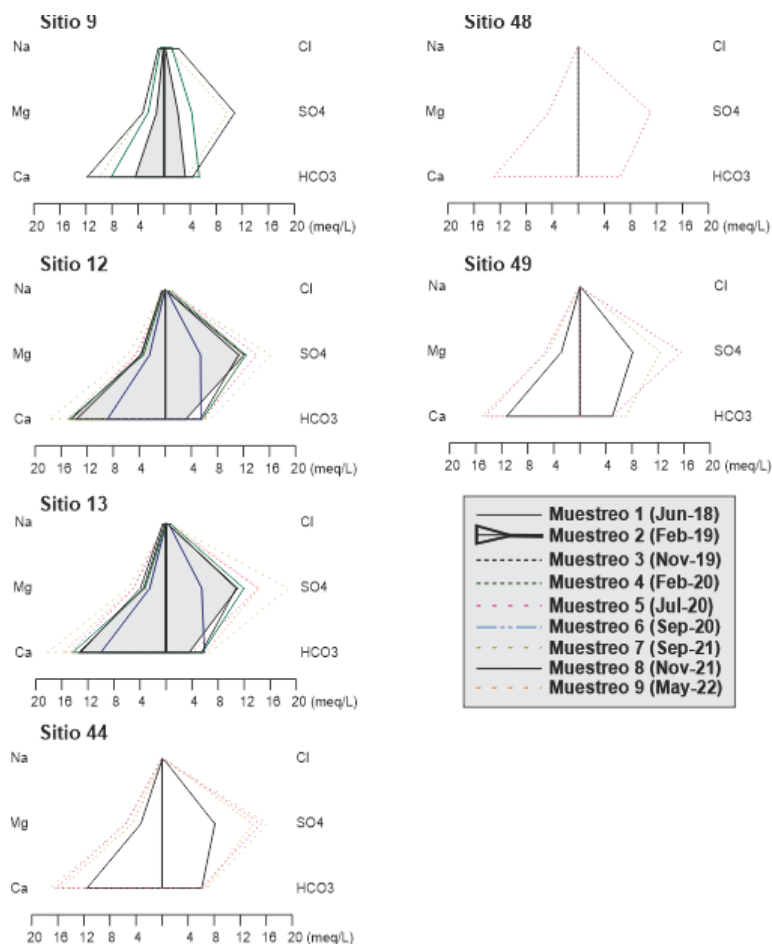 Sitio 9
Na Cl
Mg SO4
Ca HCO3
20 16 12 8 4 4 8 12 16 20 (meq/L)
Sitio 12
Na Cl
Mg SO4
Ca HCO3
20 16 12 8 4 4 8 12 16 20 (meq/L)
Sitio 13
Na Cl
Mg SO4
Ca HCO3
20 16 12 8 4 4 8 12 16 20 (meq/L)
Sitio 44
Na Cl
Mg SO4
Ca HCO3
20 16 12 8 4 4 8 12 16 20 (meq/L)
Sitio 48
Na Cl
Mg SO4
Ca HCO3
20 16 12 8 4 4 8 12 16 20 (meq/L)
Sitio 49
Na Cl
Mg SO4
Ca HCO3
20 16 12 8 4 4 8 12 16 20 (meq/L)
Muestreo 1 (Jun-18)
Muestreo 2 (Feb-19)
Muestreo 3 (Nov-19)
Muestreo 4 (Feb-20)
Muestreo 5 (Jul-20)
Muestreo 6 (Sep-20)
Muestreo 7 (Sep-21)
Muestreo 8 (Nov-21)
Muestreo 9 (May-22)